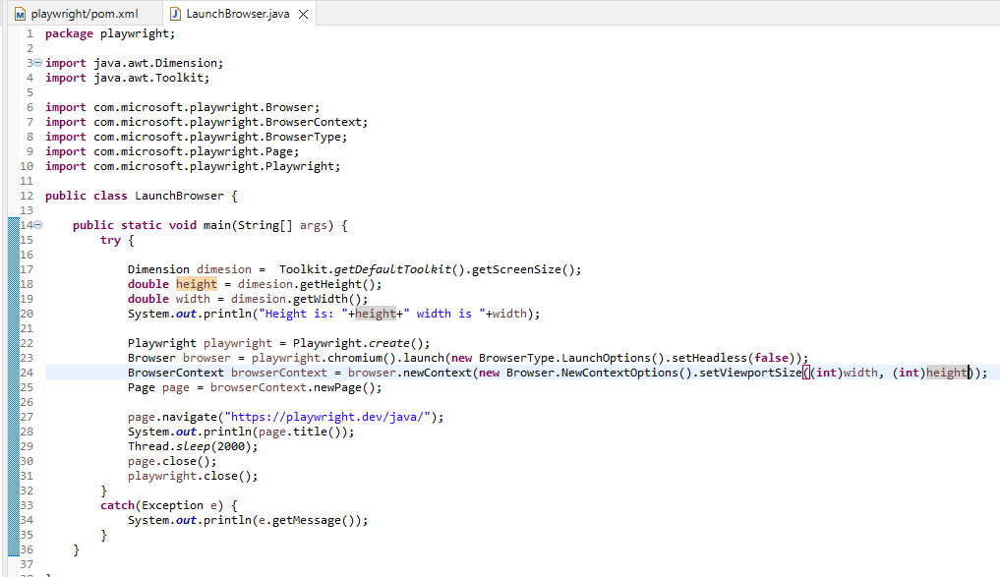 playwright/pom.xml LaunchBrowser.java
1 package playwright;
2
3 import java.awt.Dimension;
4 import java.awt.Toolkit;
5
6 import com.microsoft.playwright.Browser;
7 import com.microsoft.playwright.BrowserContext;
8 import com.microsoft.playwright.BrowserType;
9 import com.microsoft.playwright.Page;
10 import com.microsoft.playwright.Playwright;
11
12 public class LaunchBrowser {
13
14 public static void main(String[] args) {
15 try {
16
17 Dimension dimesion =  Toolkit.getDefaultToolkit().getScreenSize();
18 double height = dimesion.getHeight();
19 double width = dimesion.getWidth();
20 System.out.println("Height is: "+height+" width is "+width);
21
22 Playwright playwright = Playwright.create();
23 Browser browser = playwright.chromium().launch(new BrowserType.LaunchOptions().setHeadless(false));
24 BrowserContext browserContext = browser.newContext(new Browser.NewContextOptions().setViewportSize((int)width, (int)height));
25 Page page = browserContext.newPage();
26
27 page.navigate("https://playwright.dev/java/");
28 System.out.println(page.title());
29 Thread.sleep(2000);
30 page.close();
31 playwright.close();
32 }
33 catch(Exception e) {
34 System.out.println(e.getMessage());
35 }
36 }
37